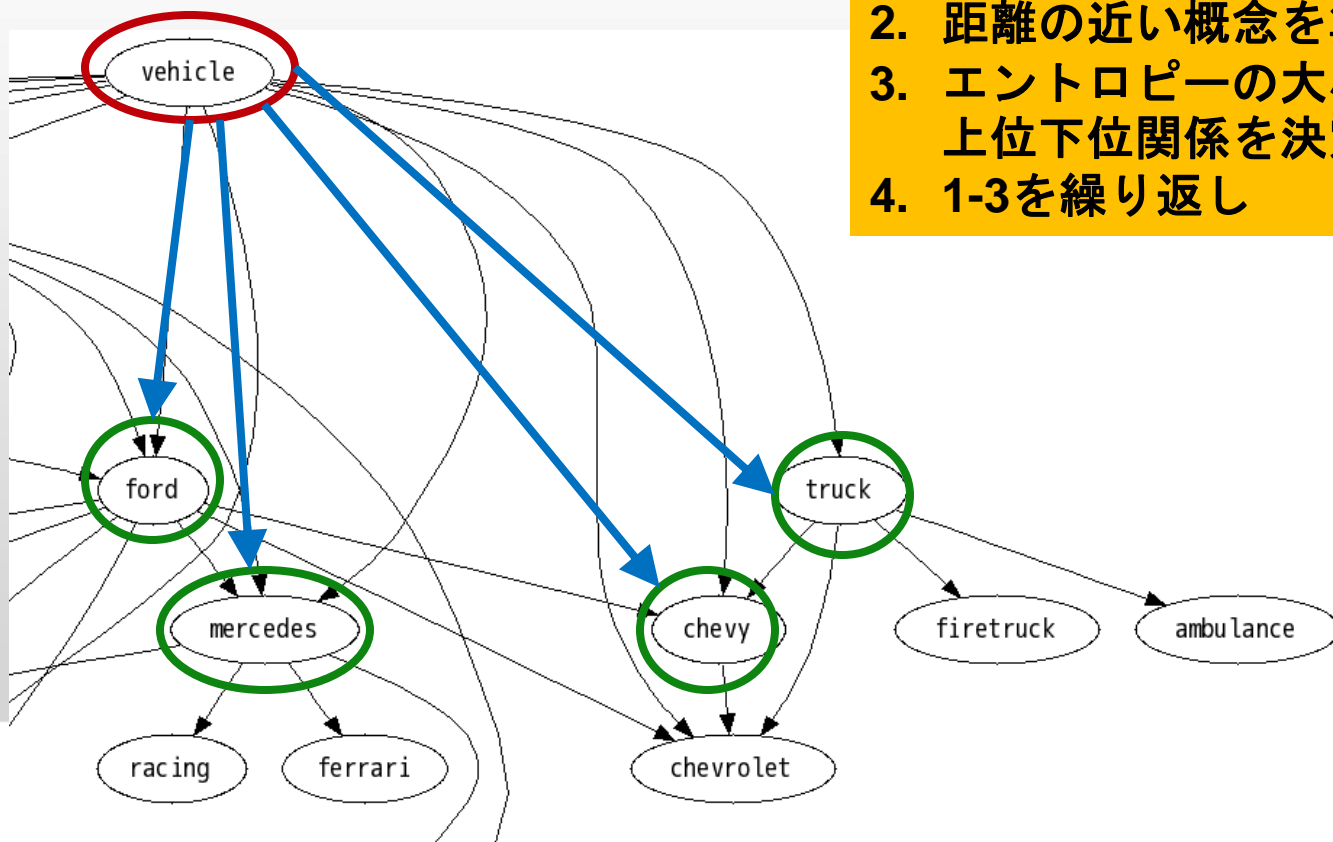 vehicle
2. 距離の近い概念を
3. エントロピーの大
上位下位関係を決
4. 1-3を繰り返し
ford
truck
mercedes
chevy
firetruck
ambulance
racing
ferrari
chevrolet